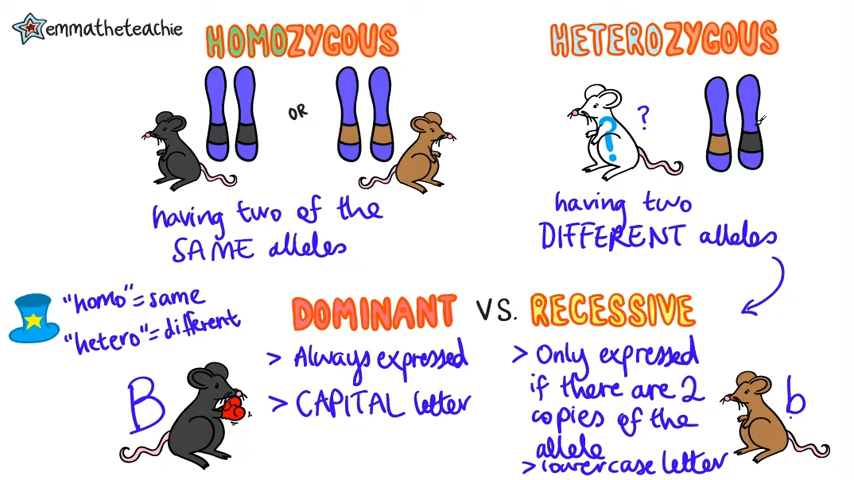 emmatheteachie
HOMOZYGOUS
OR
having two of the
SAME alleles
HETEROZYGOUS
?
?
having two
DIFFERENT alleles
"homo"=same
"hetero"=different
DOMINANT VS. RECESSIVE
> Always expressed
> CAPITAL letter
B
> Only expressed
if there are 2
copies of the
allele
> lowercase letter
b